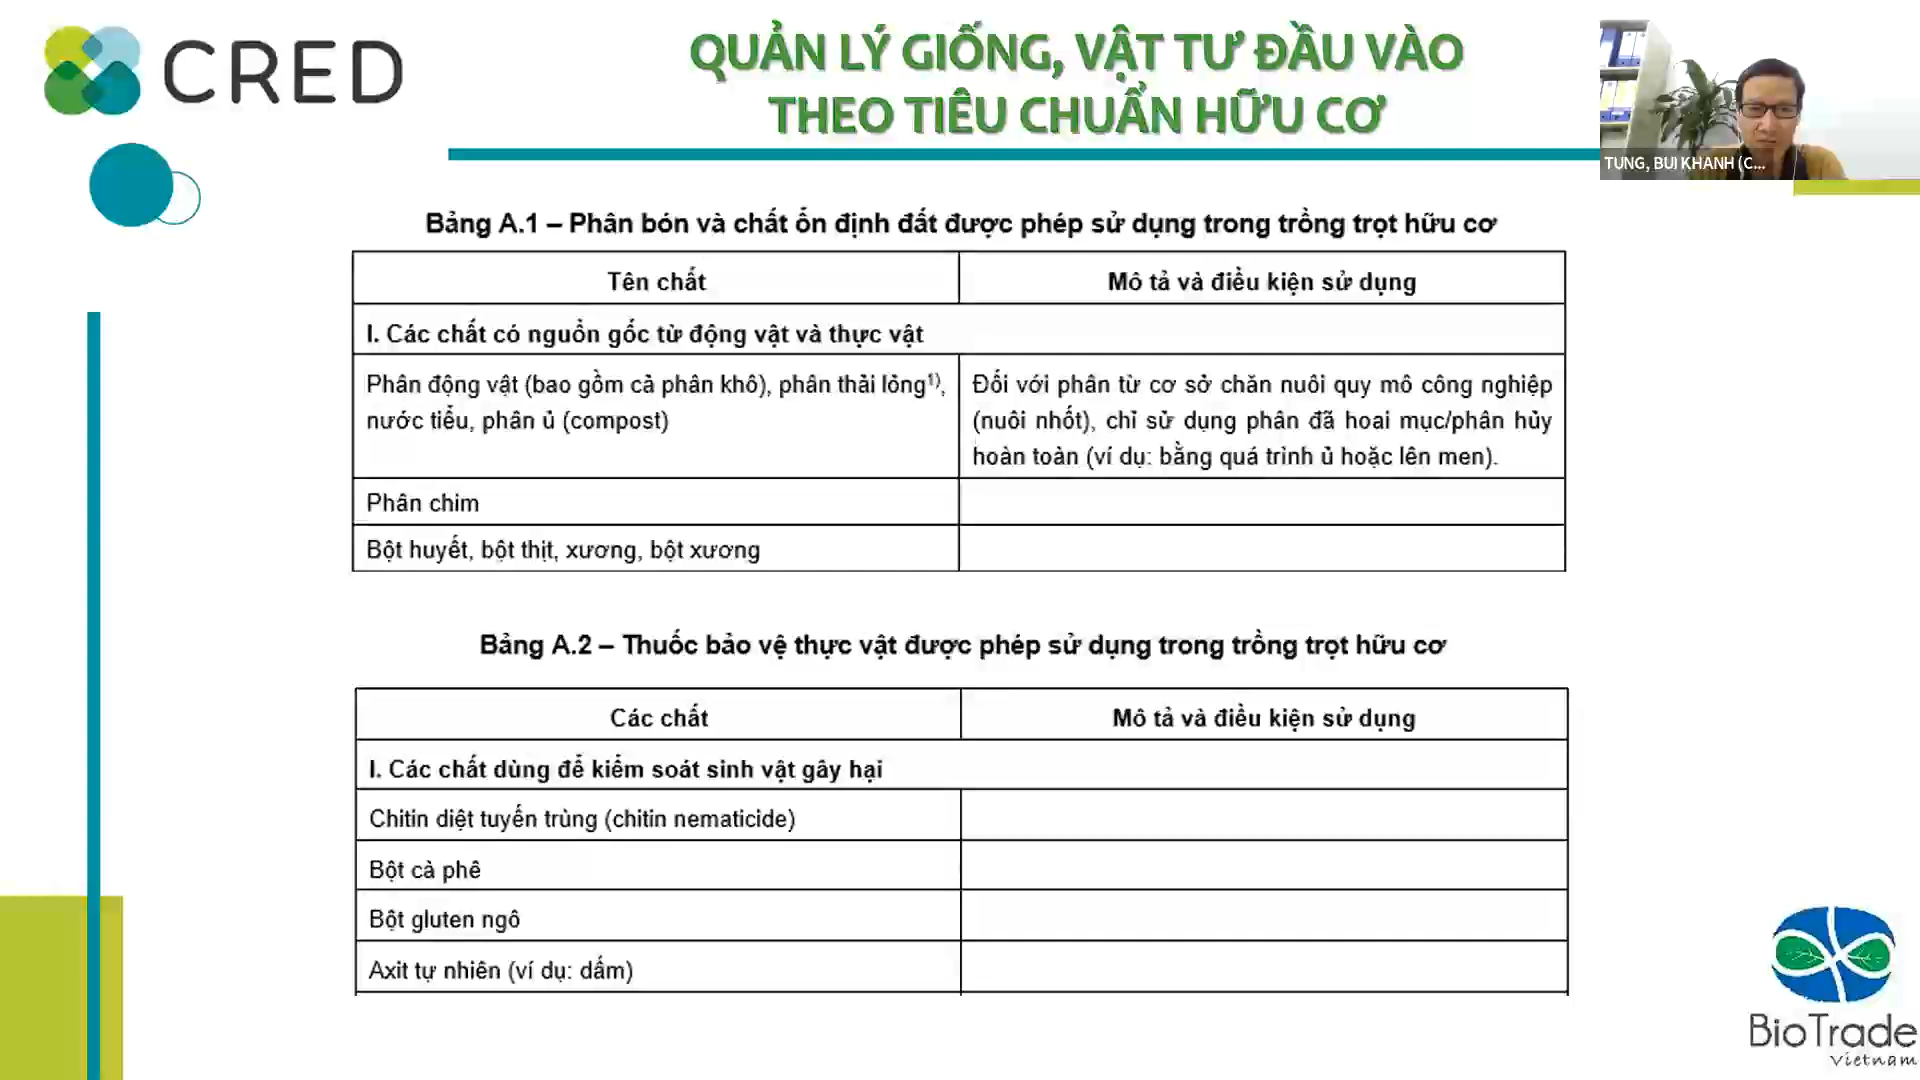 CRED
QUẢN LÝ GIỐNG, VẬT TƯ ĐẦU VÀO
THEO TIÊU CHUẨN HỮU CƠ
TUNG, BUI KHANH (C...
Bảng A.1 – Phân bón và chất ổn định đất được phép sử dụng trong trồng trọt hữu cơ
Tên chất
Mô tả và điều kiện sử dụng
I. Các chất có nguồn gốc từ động vật và thực vật
Phân động vật (bao gồm cả phân khô), phân thải lỏng¹⁾,
nước tiểu, phân ủ (compost)
Đối với phân từ cơ sở chăn nuôi quy mô công nghiệp
(nuôi nhốt), chỉ sử dụng phân đã hoai mục/phân hủy
hoàn toàn (ví dụ: bằng quá trình ủ hoặc lên men).
Phân chim
Bột huyết, bột thịt, xương, bột xương
Bảng A.2 – Thuốc bảo vệ thực vật được phép sử dụng trong trồng trọt hữu cơ
Các chất
Mô tả và điều kiện sử dụng
I. Các chất dùng để kiểm soát sinh vật gây hại
Chitin diệt tuyến trùng (chitin nematicide)
Bột cà phê
Bột gluten ngô
Axit tự nhiên (ví dụ: dấm)
BioTrade
Vietnam